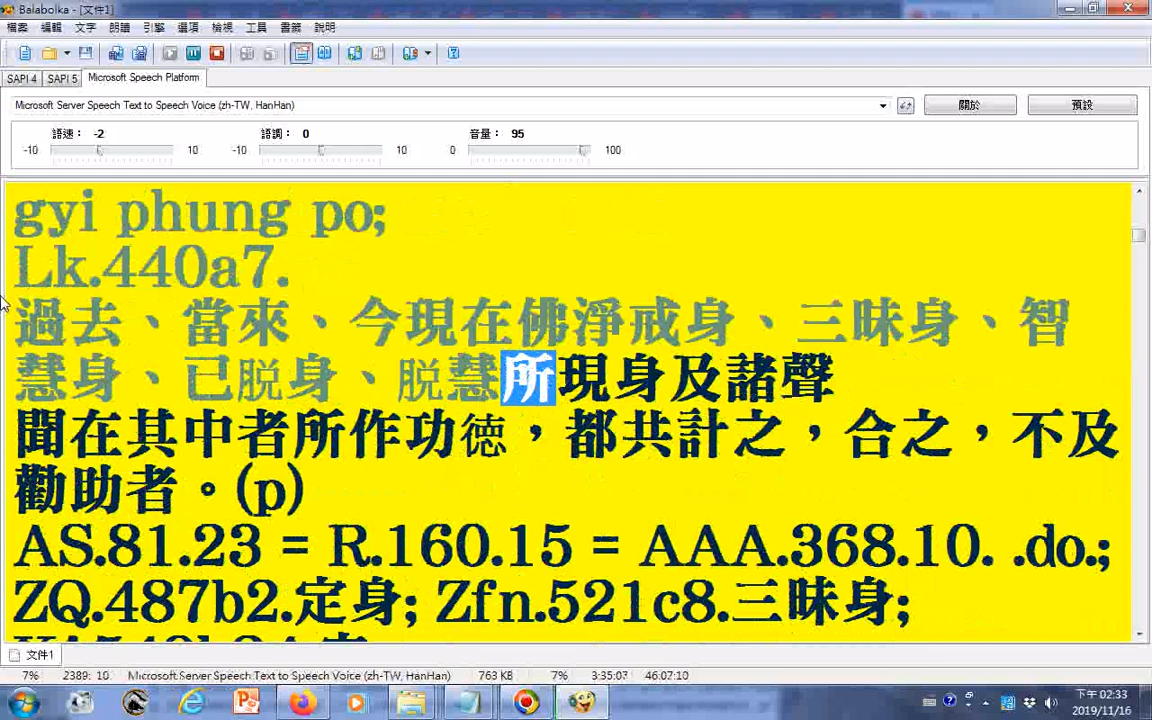 Balabolka - [文件1]
檔案 編輯 文字 朗讀 引擎 選項 檢視 工具 書籤 說明
SAPI 4 SAPI 5 Microsoft Speech Platform
Microsoft Server Speech Text to Speech Voice (zh-TW, HanHan) 關於 預設
語速： -2 語調： 0 音量： 95
-10 10 -10 10 0 100
gyi phung po;
Lk.440a7.
過去、當來、今現在佛淨戒身、三昧身、智
慧身、已脱身、脱慧所現身及諸聲
聞在其中者所作功徳，都共計之，合之，不及
勸助者。(p)
AS.81.23 = R.160.15 = AAA.368.10. .do.;
ZQ.487b2.定身; Zfn.521c8.三昧身;
文件1
7% 2389: 10 Microsoft Server Speech Text to Speech Voice (zh-TW, HanHan) 763 KB 7% 3:35:07 46:07:10
下午 02:33
2019/11/16